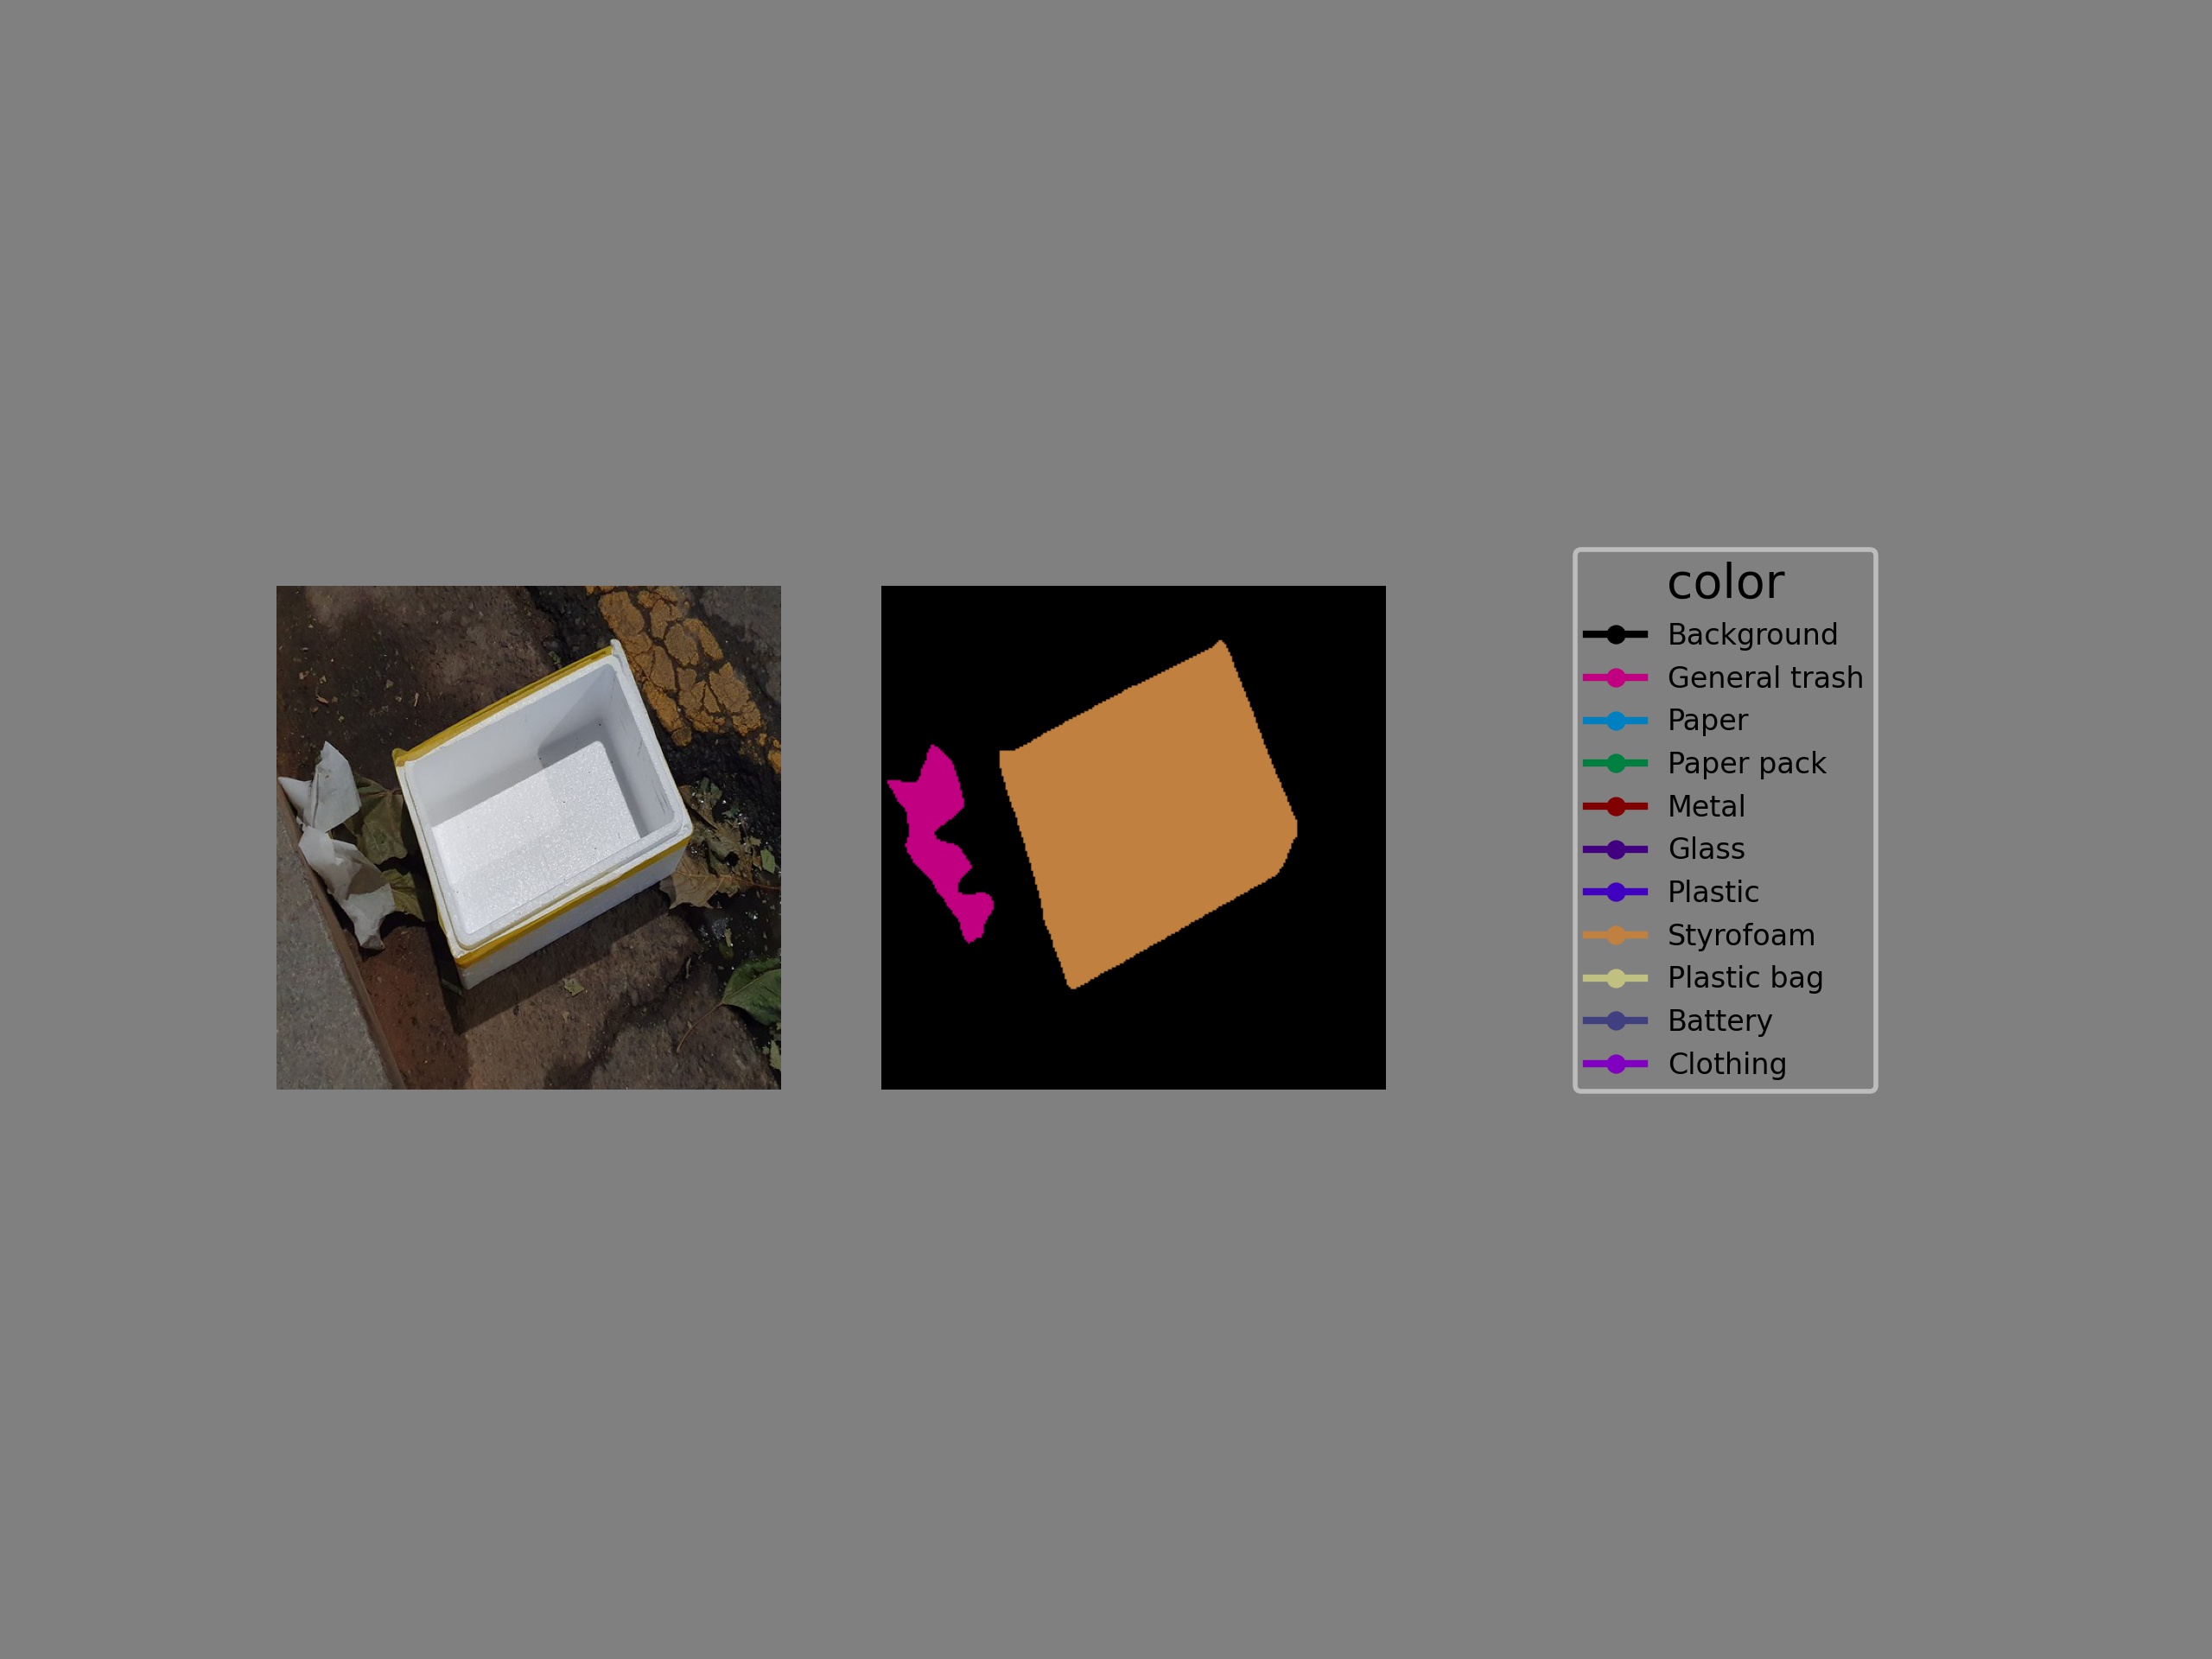 color
Background
General trash
Paper
Paper pack
Metal
Glass
Plastic
Styrofoam
Plastic bag
Battery
Clothing